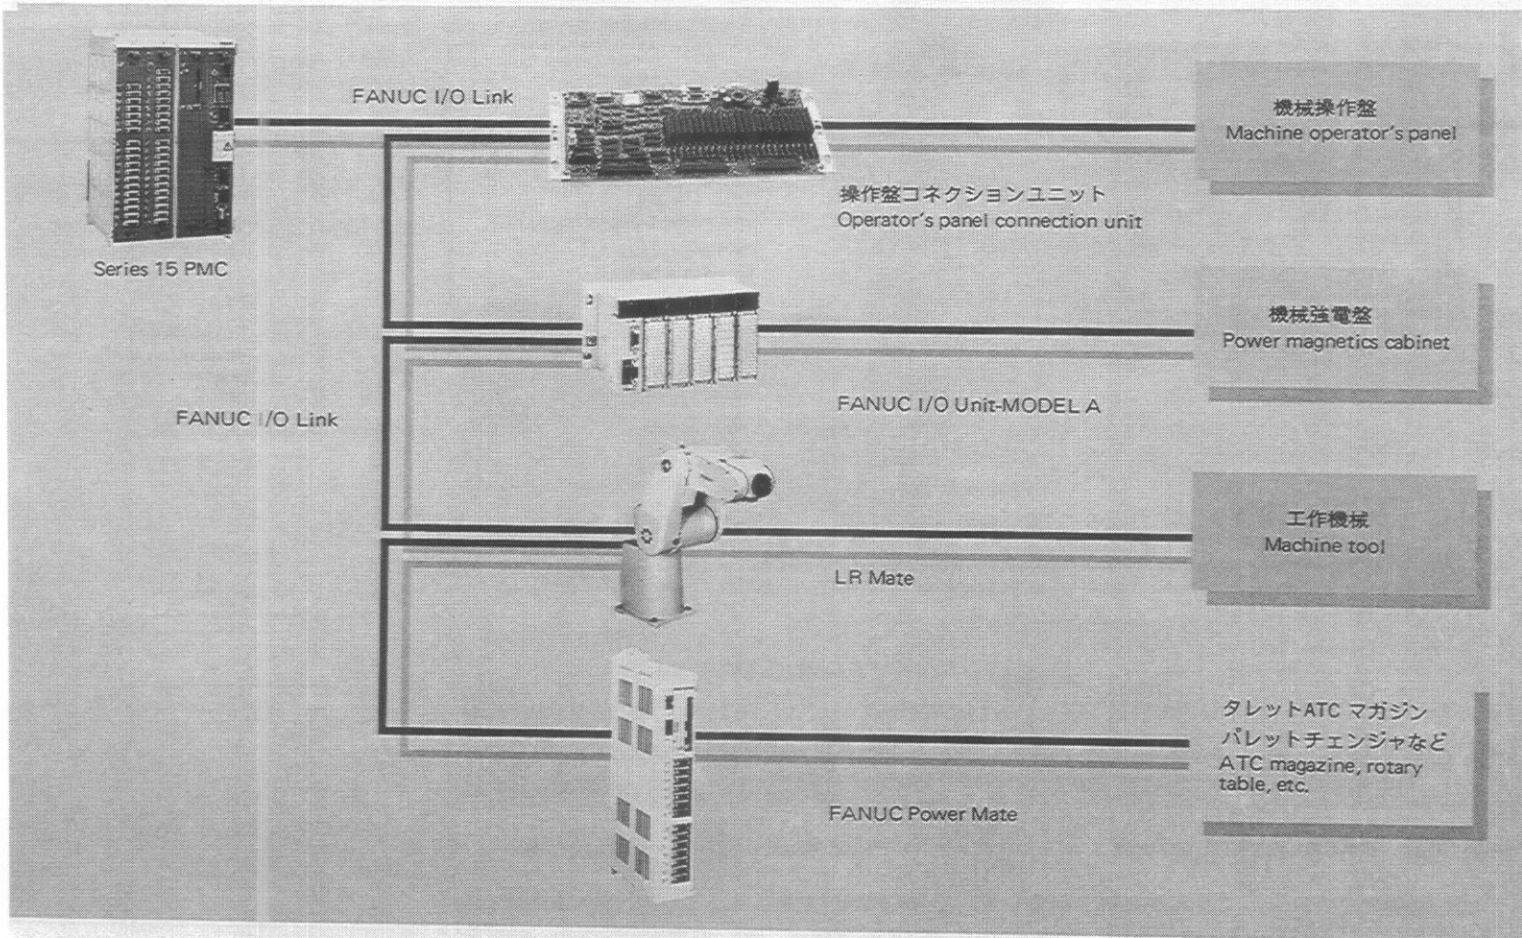 FANUC I/O Link
機械操作盤
Machine operator's panel
操作盤コネクションユニット
Operator's panel connection unit
Series 15 PMC
機械強電盤
Power magnetics cabinet
FANUC I/O Unit-MODEL A
FANUC I/O Link
工作機械
Machine tool
LR Mate
タレットATC マガジン
パレットチェンジャなど
ATC magazine, rotary
table, etc.
FANUC Power Mate